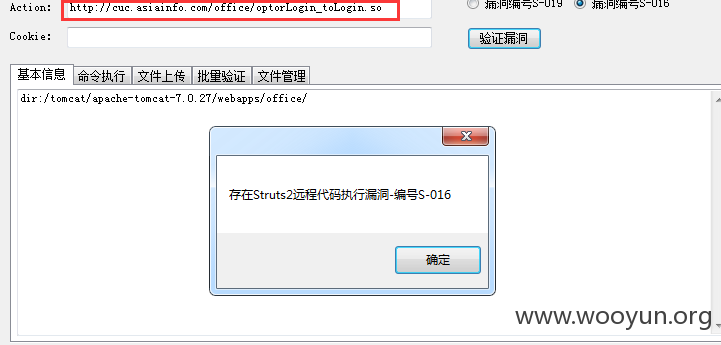 Action: http://cuc.asiainfo.com/office/optorLogin_toLogin.so 漏洞编号S-019 漏洞编号S-016
Cookie: 验证漏洞
基本信息 命令执行 文件上传 批量验证 文件管理
dir:/tomcat/apache-tomcat-7.0.27/webapps/office/
存在Struts2远程代码执行漏洞-编号S-016
确定
www.wooyun.org